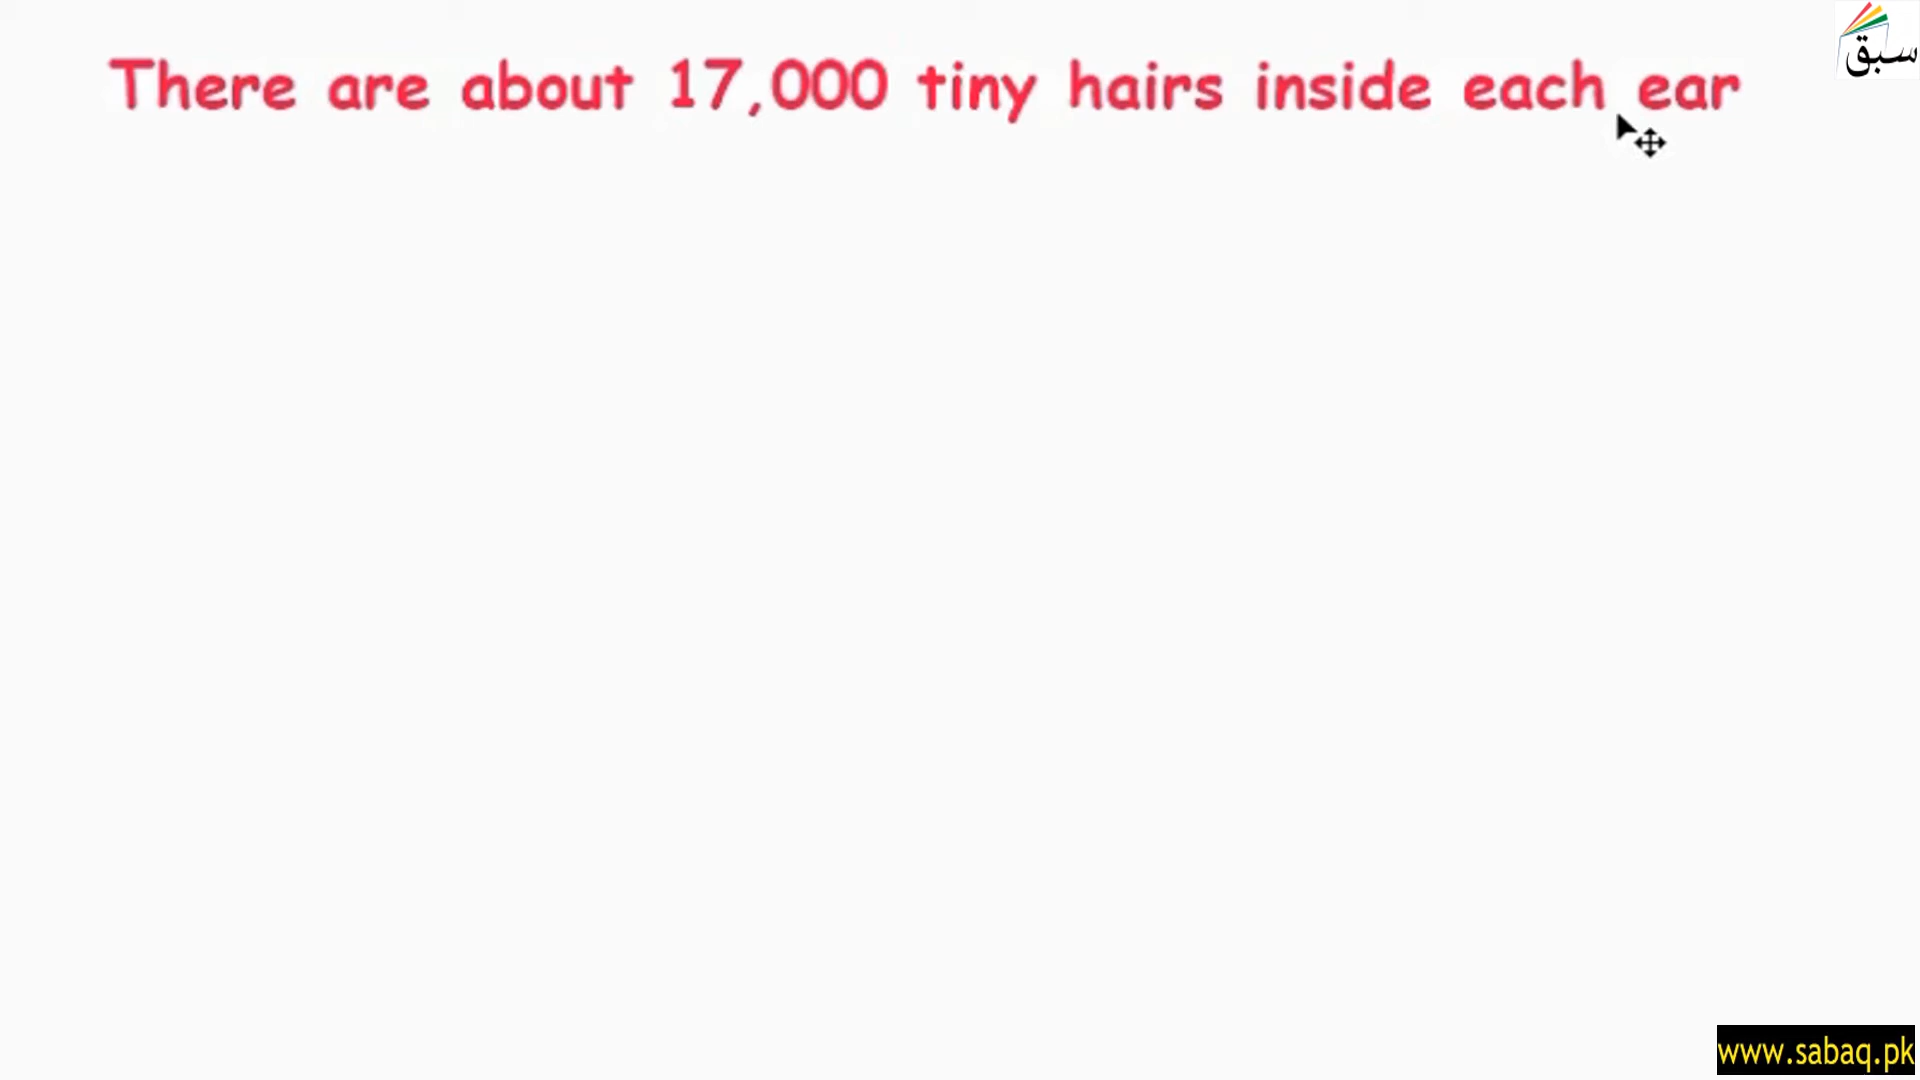 سبق
There are about 17,000 tiny hairs inside each ear
www.sabaq.pk